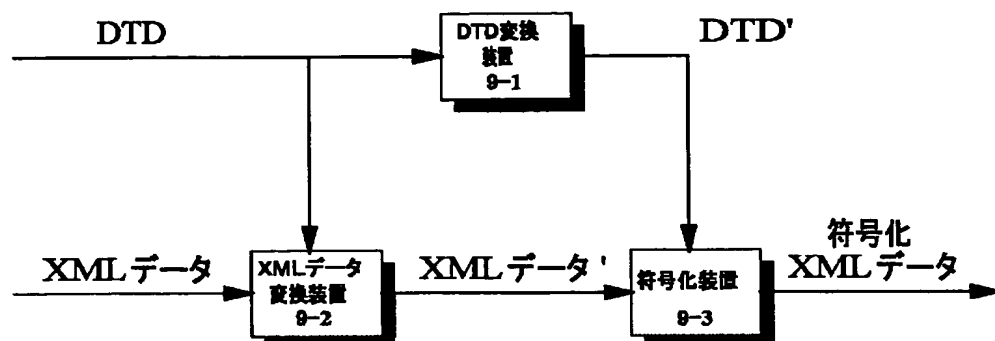 DTD
DTD変換
装置
9-1
DTD'
XMLデータ
XMLデータ
変換装置
9-2
XMLデータ'
符号化装置
9-3
符号化
XMLデータ